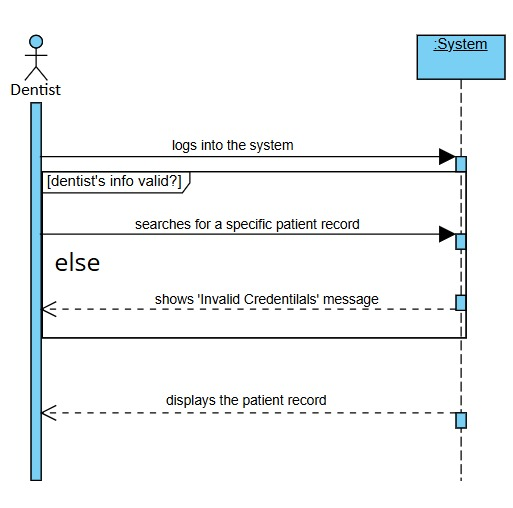 :System
Dentist
logs into the system
[dentist's info valid?]
searches for a specific patient record
else
shows 'Invalid Credentilals' message
displays the patient record